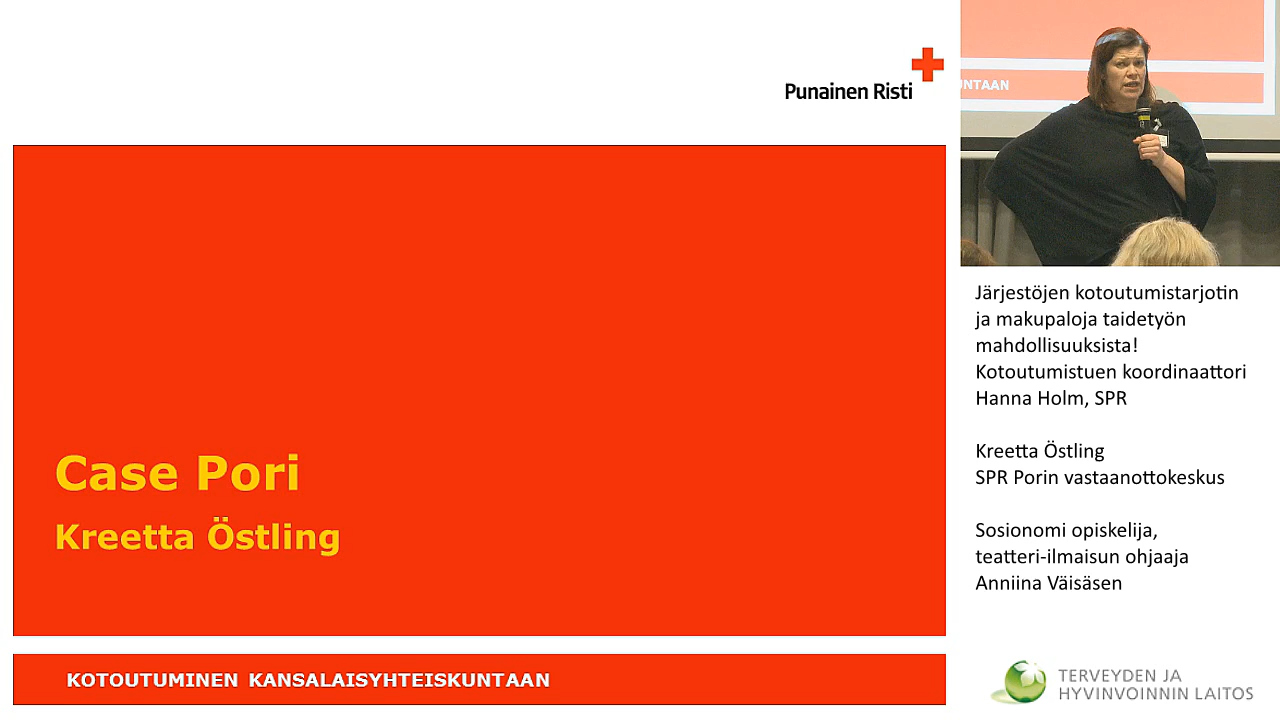 Punainen Risti
Case Pori
Kreetta Östling
KOTOUTUMINEN KANSALAISYHTEISKUNTAAN
UNTAAN
Järjestöjen kotoutumistarjotin
ja makupaloja taidetyön
mahdollisuuksista!
Kotoutumistuen koordinaattori
Hanna Holm, SPR
Kreetta Östling
SPR Porin vastaanottokeskus
Sosionomi opiskelija,
teatteri-ilmaisun ohjaaja
Anniina Väisäsen
TERVEYDEN JA
HYVINVOINNIN LAITOS